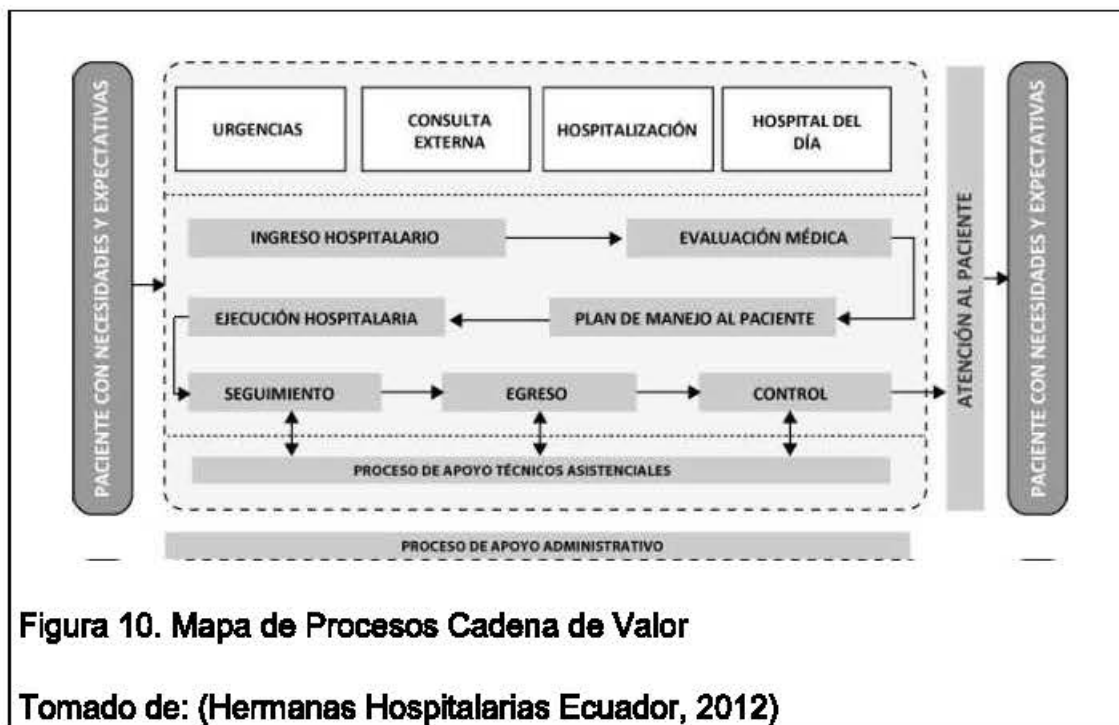 PACIENTE CON NECESIDADES Y EXPECTATIVAS
URGENCIAS
CONSULTA
EXTERNA
HOSPITALIZACIÓN
HOSPITAL DEL
DÍA
INGRESO HOSPITALARIO
EVALUACIÓN MÉDICA
EJECUCIÓN HOSPITALARIA
PLAN DE MANEJO AL PACIENTE
SEGUIMIENTO
EGRESO
CONTROL
PROCESO DE APOYO TÉCNICOS ASISTENCIALES
ATENCIÓN AL PACIENTE
PACIENTE CON NECESIDADES Y EXPECTATIVAS
PROCESO DE APOYO ADMINISTRATIVO
Figura 10. Mapa de Procesos Cadena de Valor
Tomado de: (Hermanas Hospitalarias Ecuador, 2012)